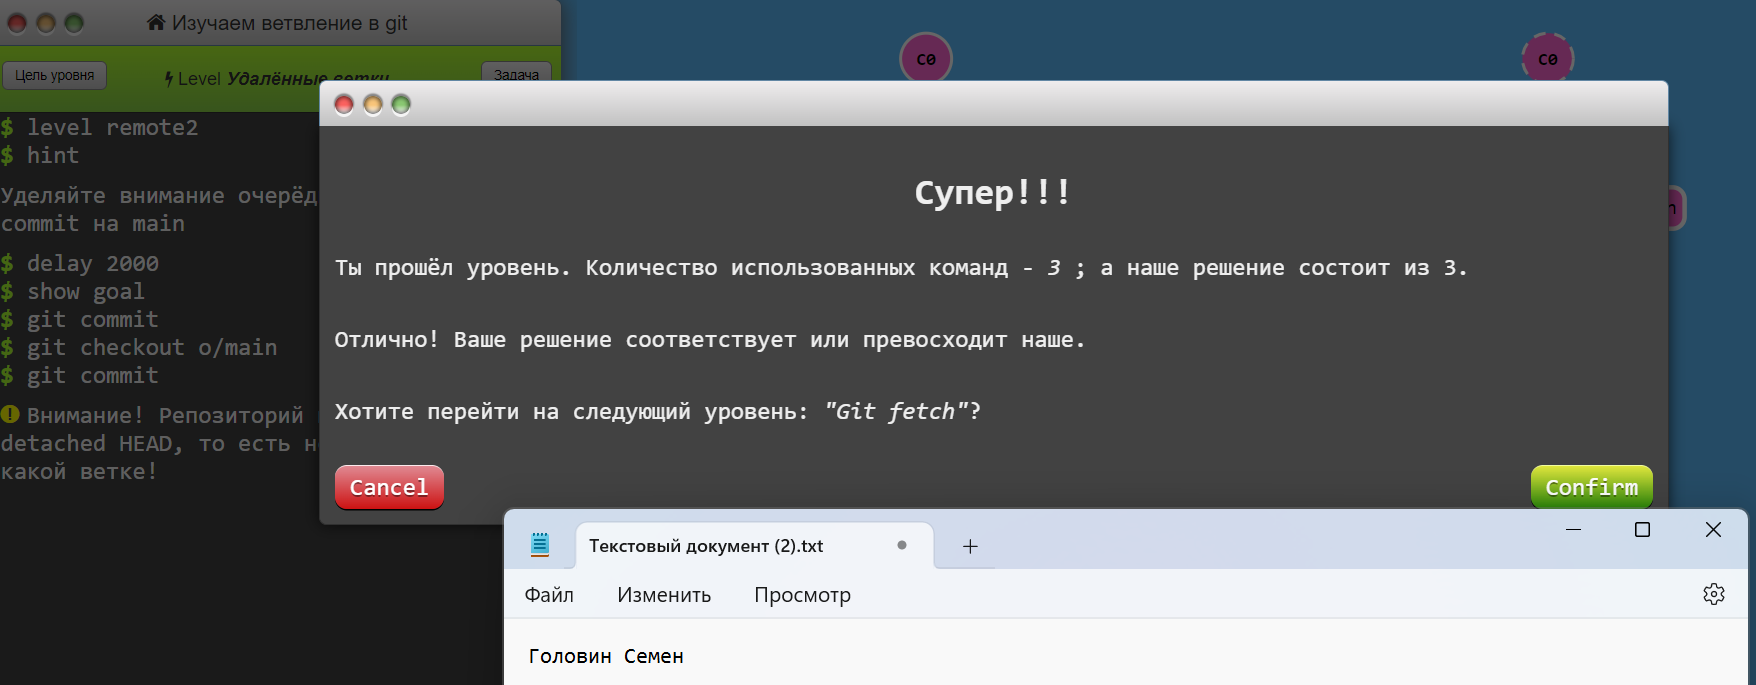 Изучаем ветвление в git
Цель уровня
Level Удалённые ветки
Задача
$ level remote2
$ hint
Уделяйте внимание очерёд
commit на main
$ delay 2000
$ show goal
$ git commit
$ git checkout o/main
$ git commit
Внимание! Репозиторий
detached HEAD, то есть н
какой ветке!
C0
C0
Супер!!!
Ты прошёл уровень. Количество использованных команд - 3 ; а наше решение состоит из 3.
Отлично! Ваше решение соответствует или превосходит наше.
Хотите перейти на следующий уровень: "Git fetch"?
Cancel
Confirm
Текстовый документ (2).txt
Файл
Изменить
Просмотр
Головин Семен